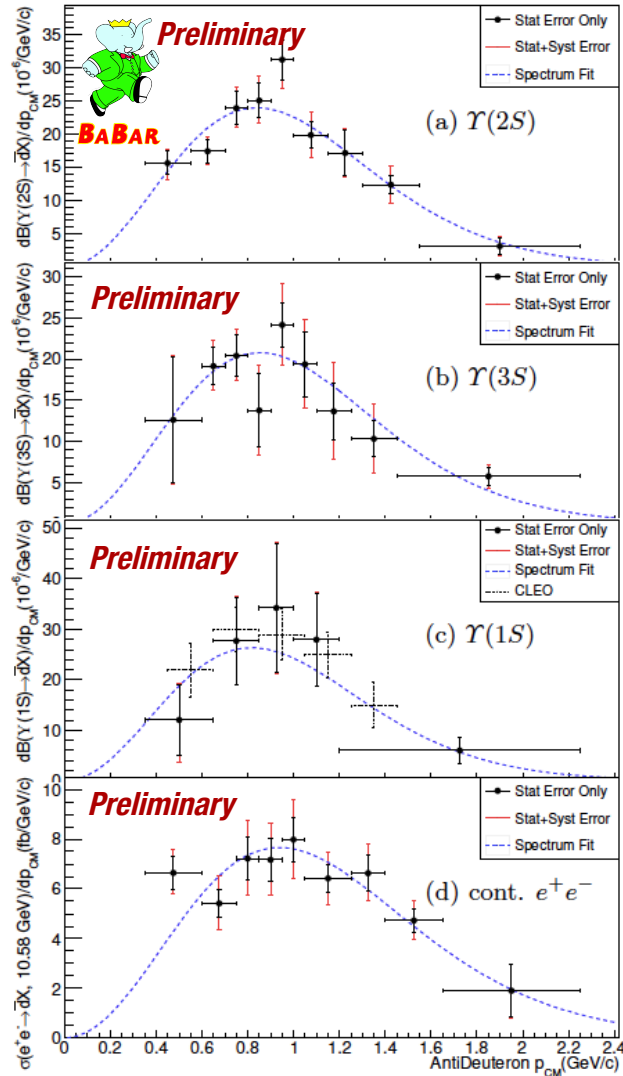 dB(ϒ(2S)→d̅X)/dp_CM(10⁻⁶/GeV/c)
35
30
25
20
15
10
5
Preliminary
BABAR
Stat Error Only
Stat+Syst Error
Spectrum Fit
(a) ϒ(2S)
dB(ϒ(3S)→d̅X)/dp_CM(10⁻⁶/GeV/c)
30
25
20
15
10
5
Preliminary
Stat Error Only
Stat+Syst Error
Spectrum Fit
(b) ϒ(3S)
dB(ϒ(1S)→d̅X)/dp_CM(10⁻⁶/GeV/c)
50
40
30
20
10
0
Preliminary
Stat Error Only
Stat+Syst Error
Spectrum Fit
CLEO
(c) ϒ(1S)
σ(e⁺e⁻→d̅X, 10.58 GeV)/dp_CM(fb/GeV/c)
10
8
6
4
2
0
Preliminary
Stat Error Only
Stat+Syst Error
Spectrum Fit
(d) cont. e⁺e⁻
0 0.2 0.4 0.6 0.8 1 1.2 1.4 1.6 1.8 2 2.2 2.4
AntiDeuteron p_CM(GeV/c)